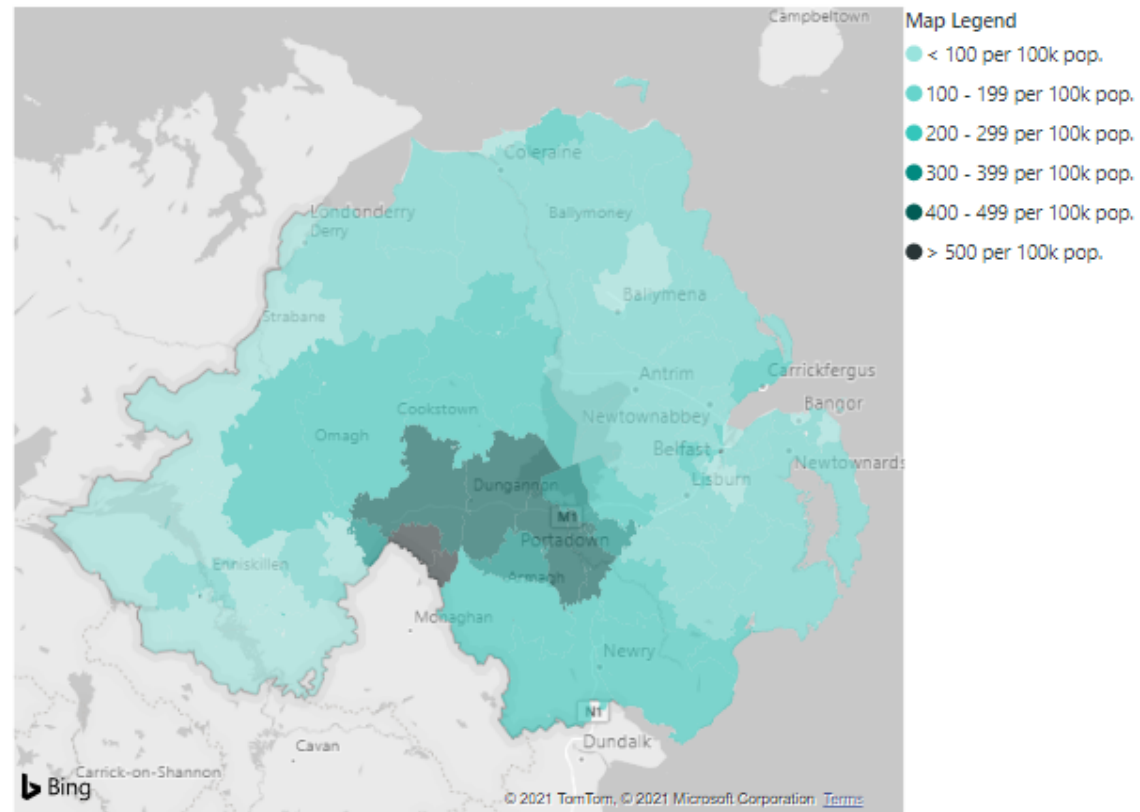 Campbeltown
Map Legend
< 100 per 100k pop.
100 - 199 per 100k pop.
200 - 299 per 100k pop.
300 - 399 per 100k pop.
400 - 499 per 100k pop.
> 500 per 100k pop.
Coleraine
Londonderry
Derry
Ballymoney
Ballymena
Strabane
Antrim
Carrickfergus
Cookstown
Newtownabbey
Bangor
Omagh
Belfast
Newtownards
Lisburn
Dungannon
M1
Portadown
Enniskillen
Armagh
Monaghan
Newry
N1
Dundalk
Cavan
Carrick-on-Shannon
Bing
© 2021 TomTom, © 2021 Microsoft Corporation Terms